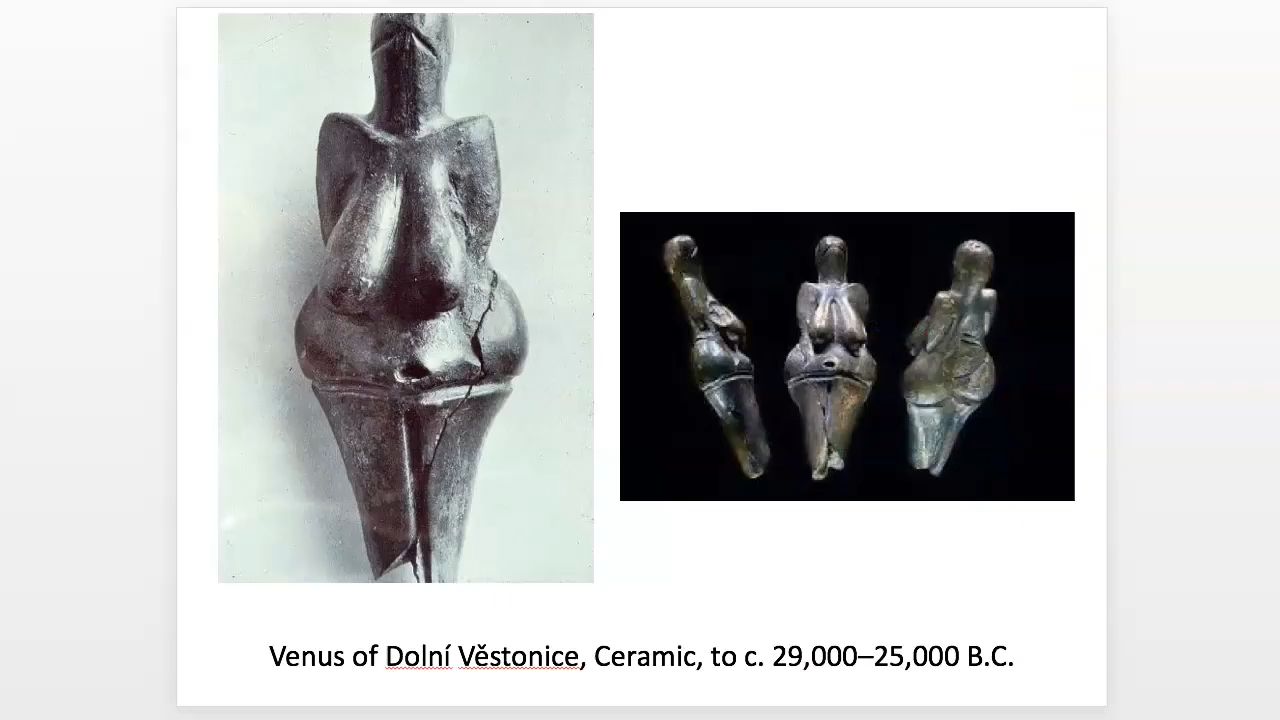 Venus of Dolní Věstonice, Ceramic, to c. 29,000–25,000 B.C.